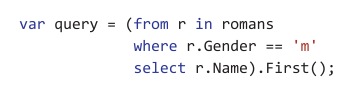 var query = (from r in romans
where r.Gender == 'm'
select r.Name).First();